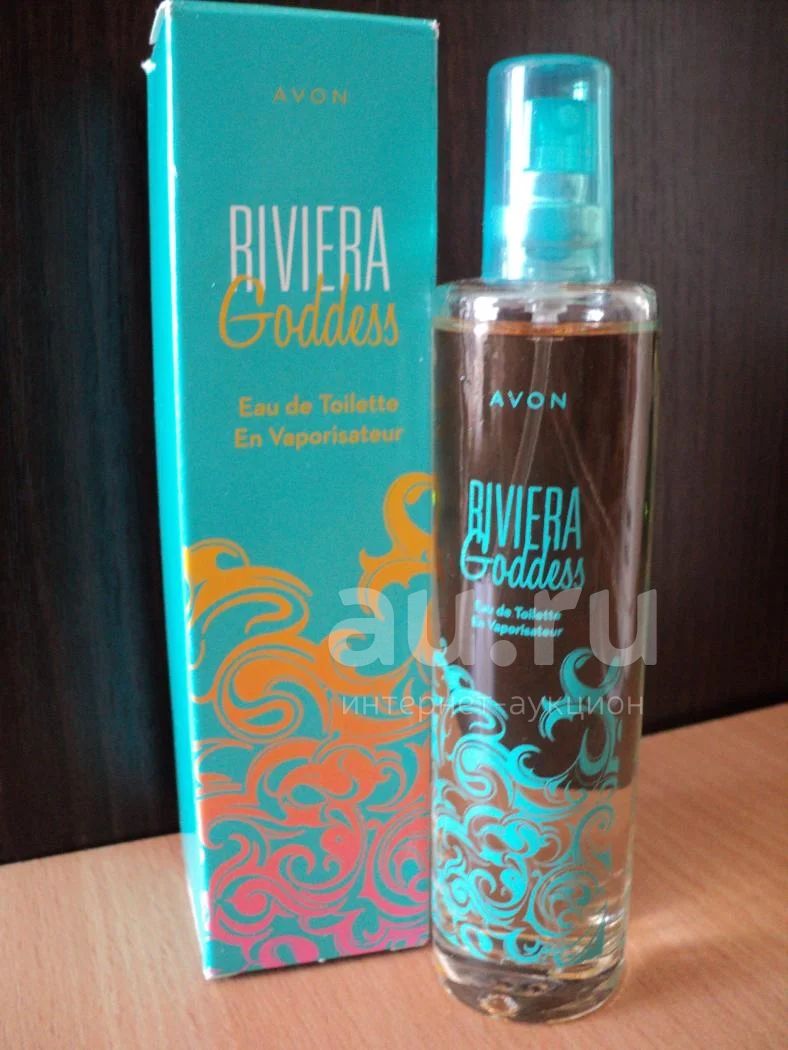 AVON
RIVIERA
Goddess
Eau de Toilette
En Vaporisateur
AVON
RIVIERA
Goddess
Eau de Toilette
En Vaporisateur
au.ru
интернет-аукцион